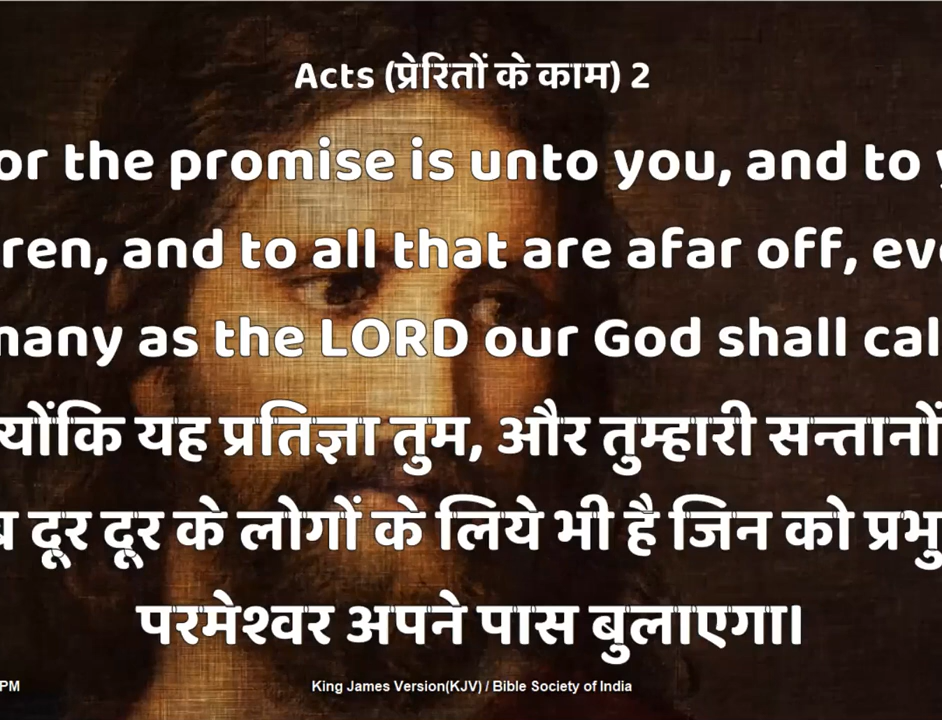 Acts (प्रेरितों के काम) 2
or the promise is unto you, and to
ren, and to all that are afar off, ev
many as the LORD our God shall cal
योंकि यह प्रतिज्ञा तुम, और तुम्हारी सन्तानों
दूर दूर के लोगों के लिये भी है जिन को प्रभु
परमेश्वर अपने पास बुलाएगा।
PM King James Version(KJV) / Bible Society of India